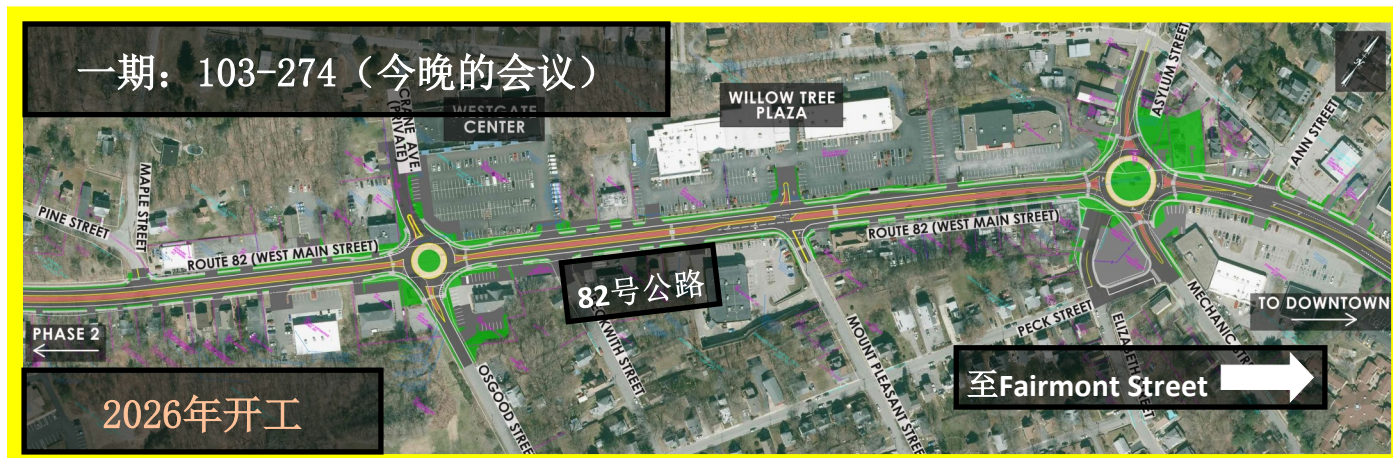 一期：103-274（今晚的会议）
CRANE AVE.
(PRIVATE)
WESTGATE
CENTER
WILLOW TREE
PLAZA
ASYLUM STREET
ANN STREET
PINE STREET
MAPLE STREET
ROUTE 82 (WEST MAIN STREET)
ROUTE 82 (WEST MAIN STREET)
82号公路
PHASE 2
TO DOWNTOWN
MECHANIC STR
PECK STREET
ELIZABETH
MOUNT PLEASANT STREET
OSGOOD STREE
至Fairmont Street
2026年开工